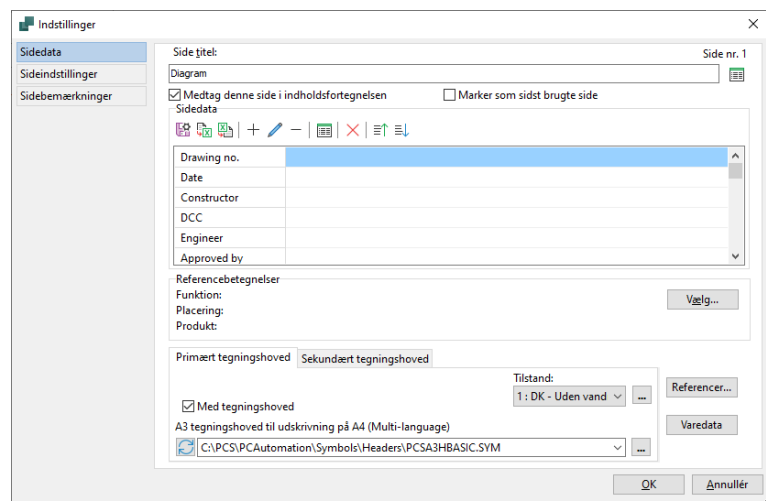 Indstillinger
Sidedata
Sideindstillinger
Sidebemærkninger
Side titel:
Side nr. 1
Diagram
Medtag denne side i indholdsfortegnelsen
Marker som sidst brugte side
Sidedata
Drawing no.
Date
Constructor
DCC
Engineer
Approved by
Referencebetegnelser
Funktion:
Placering:
Produkt:
Vælg...
Primært tegningshoved
Sekundært tegningshoved
Tilstand:
1 : DK - Uden vand
...
Referencer...
Med tegningshoved
A3 tegningshoved til udskrivning på A4 (Multi-language)
Varedata
C:\PCS\PCAutomation\Symbols\Headers\PCSA3HBASIC.SYM
...
OK
Annullér